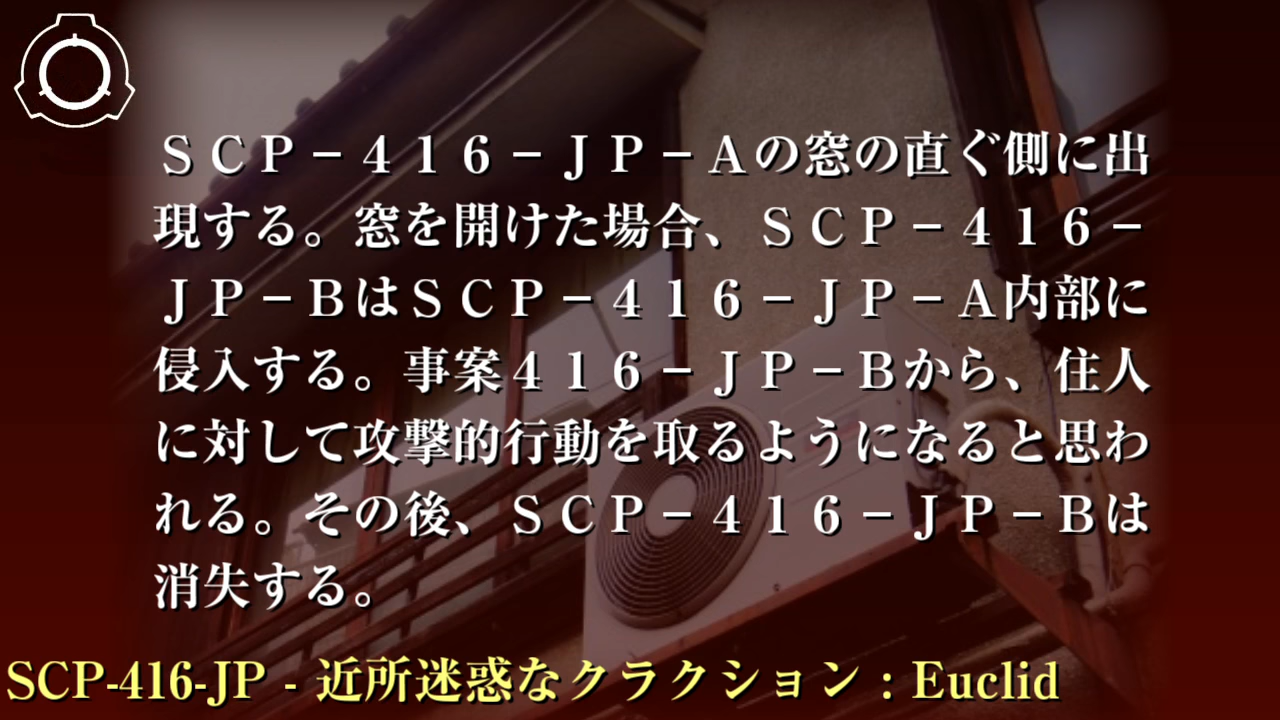 ＳＣＰ－４１６－ＪＰ－Ａの窓の直ぐ側に出
現する。窓を開けた場合、ＳＣＰ－４１６－
ＪＰ－ＢはＳＣＰ－４１６－ＪＰ－Ａ内部に
侵入する。事案４１６－ＪＰ－Ｂから、住人
に対して攻撃的行動を取るようになると思わ
れる。その後、ＳＣＰ－４１６－ＪＰ－Ｂは
消失する。
SCP-416-JP - 近所迷惑なクラクション : Euclid